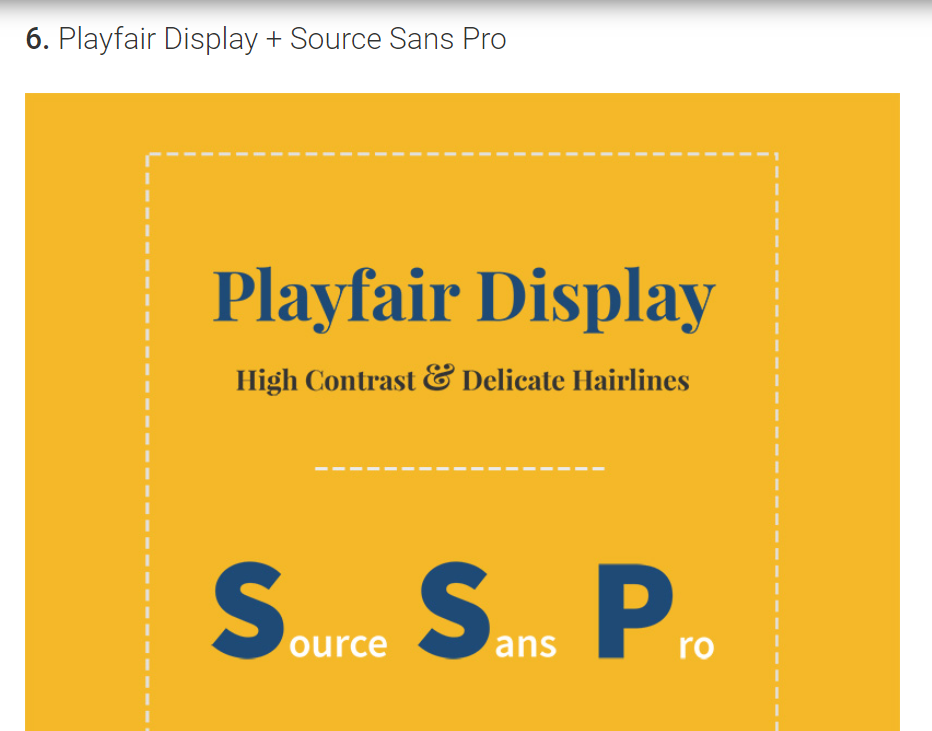 6. Playfair Display + Source Sans Pro
Playfair Display
High Contrast & Delicate Hairlines
Source Sans Pro